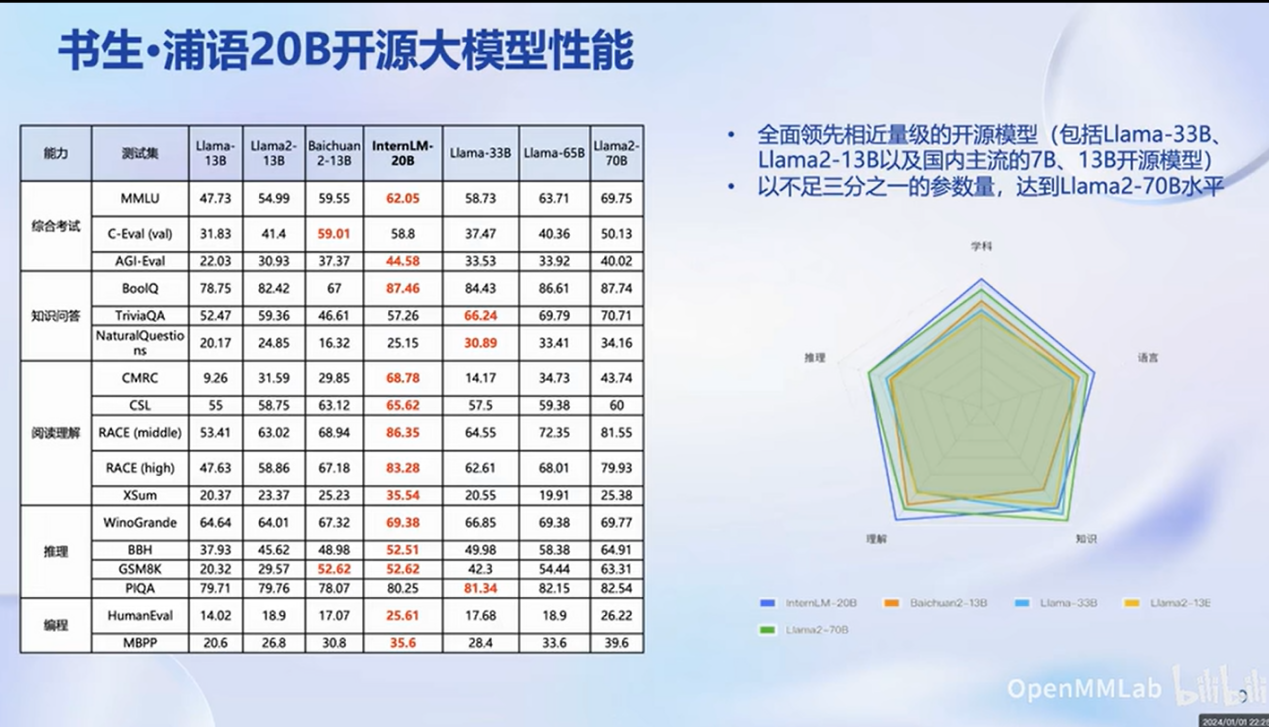 书生·浦语20B开源大模型性能
能力 测试集 Llama-13B Llama2-13B Baichuan2-13B InternLM-20B Llama-33B Llama-65B Llama2-70B
综合考试
MMLU 47.73 54.99 59.55 62.05 58.73 63.71 69.75
C-Eval (val) 31.83 41.4 59.01 58.8 37.47 40.36 50.13
AGI-Eval 22.03 30.93 37.37 44.58 33.53 33.92 40.02
知识问答
BoolQ 78.75 82.42 67 87.46 84.43 86.61 87.74
TriviaQA 52.47 59.36 46.61 57.26 66.24 69.79 70.71
NaturalQuestions 20.17 24.85 16.32 25.15 30.89 33.41 34.16
阅读理解
CMRC 9.26 31.59 29.85 68.78 14.17 34.73 43.74
CSL 55 58.75 63.12 65.62 57.5 59.38 60
RACE (middle) 53.41 63.02 68.94 86.35 64.55 72.35 81.55
RACE (high) 47.63 58.86 67.18 83.28 62.61 68.01 79.93
XSum 20.37 23.37 25.23 35.54 20.55 19.91 25.38
推理
WinoGrande 64.64 64.01 67.32 69.38 66.85 69.38 69.77
BBH 37.93 45.62 48.98 52.51 49.98 58.38 64.91
GSM8K 20.32 29.57 52.62 52.62 42.3 54.44 63.31
PIQA 79.71 79.76 78.07 80.25 81.34 82.15 82.54
编程
HumanEval 14.02 18.9 17.07 25.61 17.68 18.9 26.22
MBPP 20.6 26.8 30.8 35.6 28.4 33.6 39.6
• 全面领先相近量级的开源模型（包括Llama-33B、
Llama2-13B以及国内主流的7B、13B开源模型）
• 以不足三分之一的参数量，达到Llama2-70B水平
学科
推理
语言
理解
知识
InternLM-20B Baichuan2-13B Llama-33B Llama2-13B
Llama2-70B
OpenMMLab bilibili